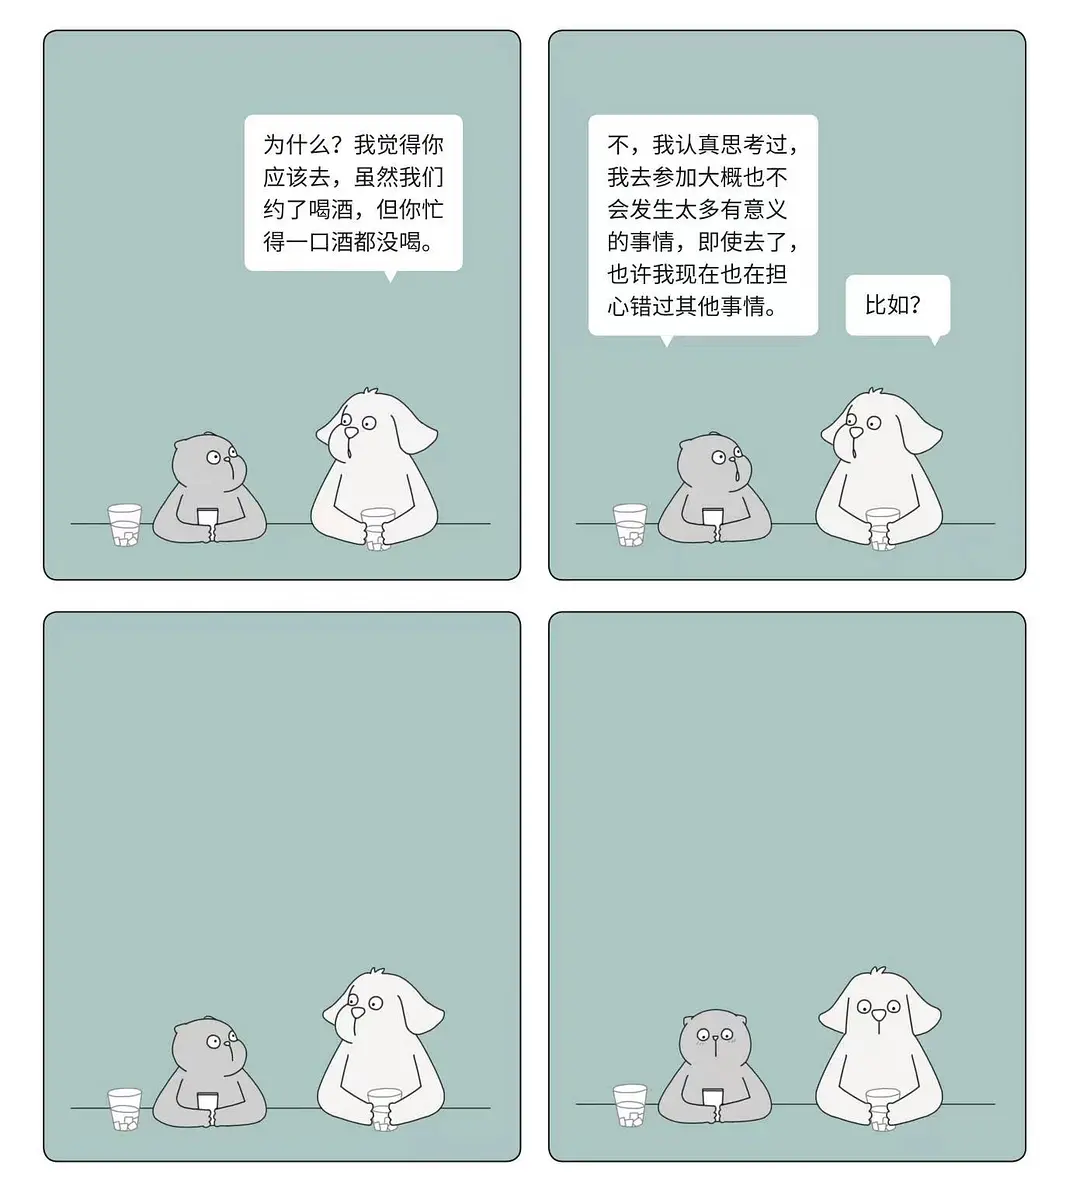 为什么？我觉得你
应该去，虽然我们
约了喝酒，但你忙
得一口酒都没喝。
不，我认真思考过，
我去参加大概也不
会发生太多有意义
的事情，即使去了，
也许我现在也在担
心错过其他事情。
比如？